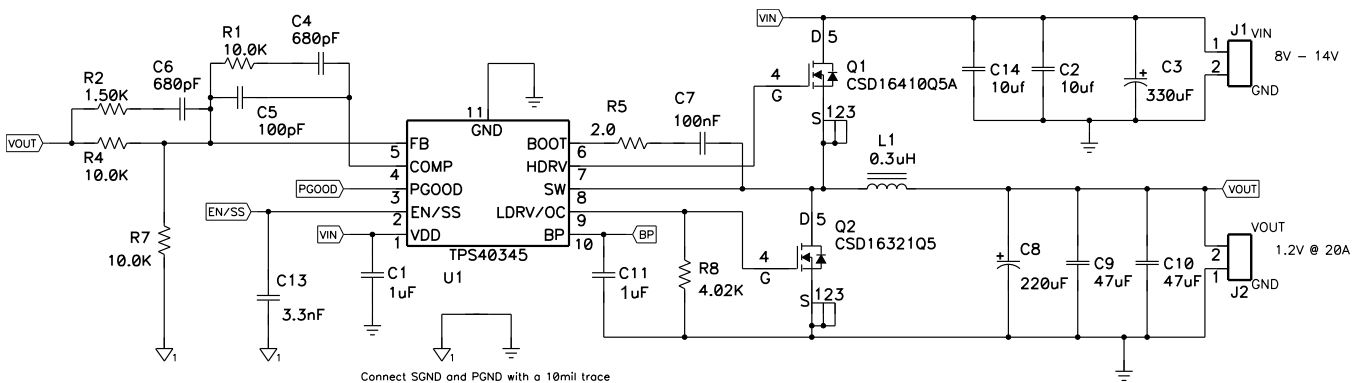 VIN
J1
VIN
1
2
GND
8V – 14V
C14
10uf
C2
10uf
C3
+
330uF
D 5
4
G
Q1
CSD16410Q5A
S
123
R1
10.0K
C4
680pF
R2
1.50K
C6
680pF
C5
100pF
VOUT
R4
10.0K
R7
10.0K
11
GND
R5
2.0
C7
100nF
FB
5
COMP
4
PGOOD
3
EN/SS
2
VDD
1
BOOT
6
HDRV
7
SW
8
LDRV/OC
9
BP
10
TPS40345
U1
PGOOD
EN/SS
VIN
BP
C13
3.3nF
C1
1uF
C11
1uF
R8
4.02K
L1
0.3uH
D 5
4
G
Q2
CSD16321Q5
S
123
VOUT
+
C8
220uF
C9
47uF
C10
47uF
VOUT
2
1
J2
GND
1.2V @ 20A
1
1
1
Connect SGND and PGND with a 10mil trace